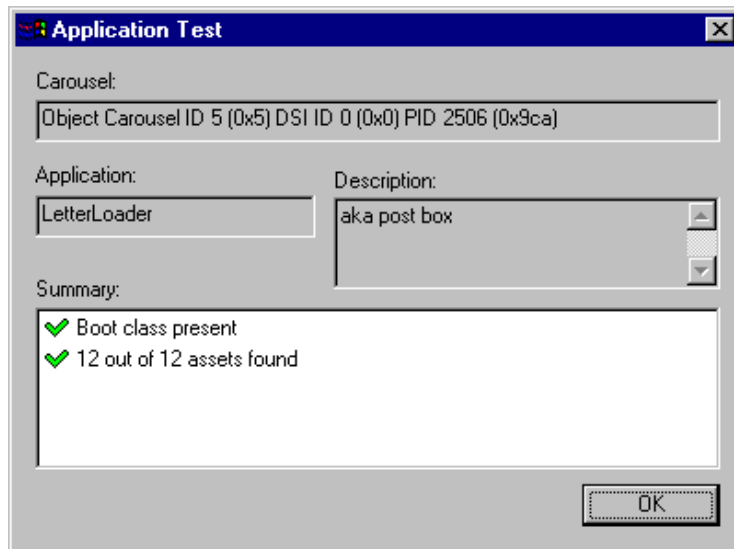 Application Test
Carousel:
Object Carousel ID 5 (0x5) DSI ID 0 (0x0) PID 2506 (0x9ca)
Application:
LetterLoader
Description:
aka post box
Summary:
Boot class present
12 out of 12 assets found
OK